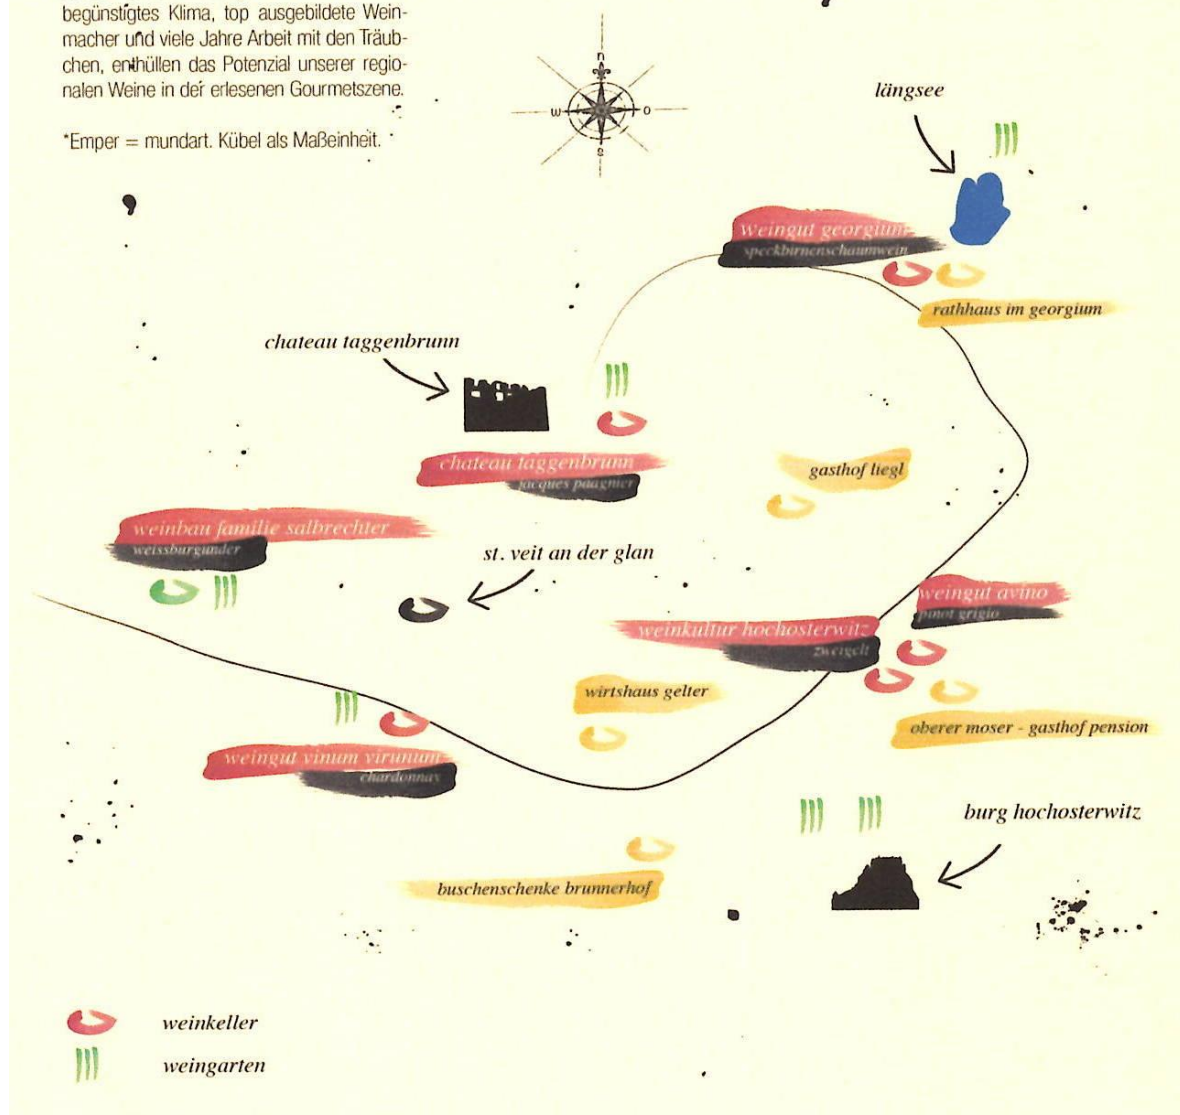 begünstigtes Klima, top ausgebildete Wein-
macher und viele Jahre Arbeit mit den Träub-
chen, enthüllen das Potenzial unserer regio-
nalen Weine in der erlesenen Gourmetszene.
*Emper = mundart. Kübel als Maßeinheit.
n
w
o
s
längsee
weingut georgium
speckbirnenschaumwein
rathhaus im georgium
chateau taggenbrunn
chateau taggenbrunn
jacques paagnier
gasthof liegl
weinbau familie salbrechter
weissburgunder
st. veit an der glan
weingut avino
pinot grigio
weinkultur hochosterwitz
zweigelt
wirtshaus gelter
oberer moser - gasthof pension
weingut vinum virunum
chardonnay
burg hochosterwitz
buschenschenke brunnerhof
weinkeller
weingarten